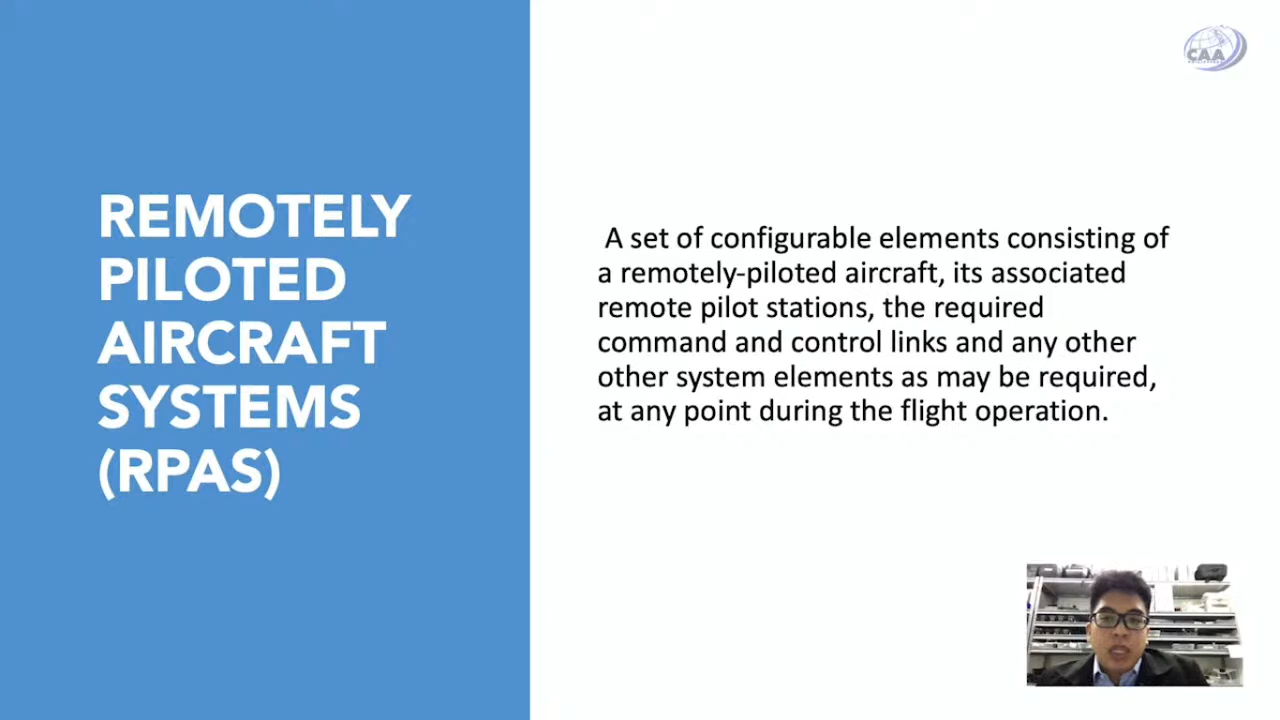 REMOTELY
PILOTED
AIRCRAFT
SYSTEMS
(RPAS)
A set of configurable elements consisting of
a remotely-piloted aircraft, its associated
remote pilot stations, the required
command and control links and any other
other system elements as may be required,
at any point during the flight operation.
CAA